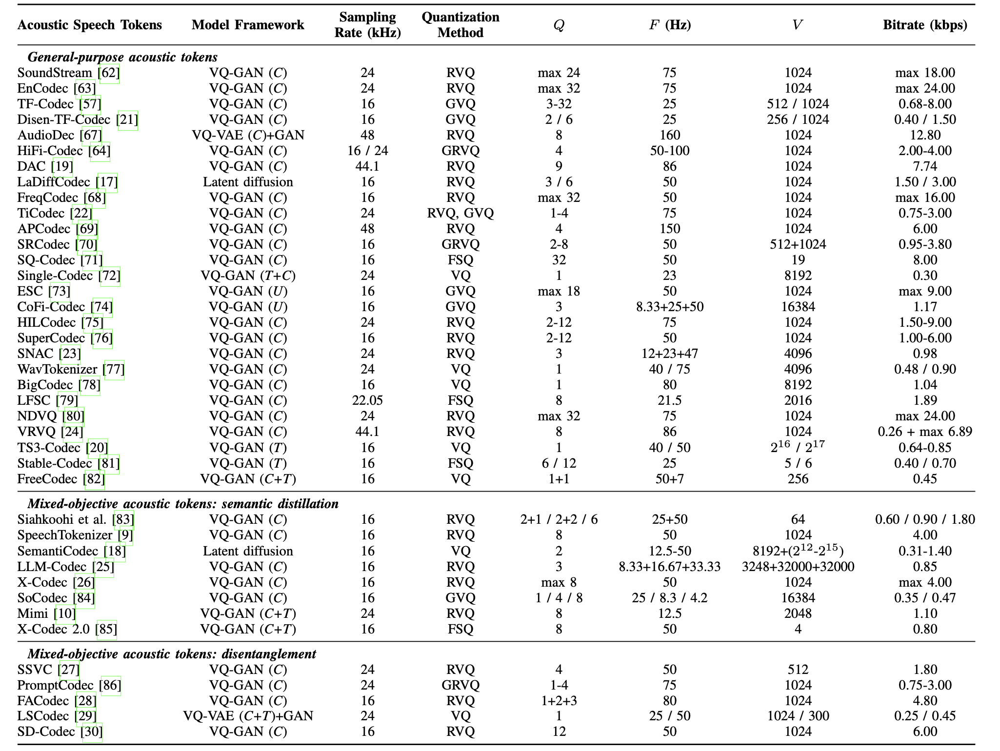 Acoustic Speech Tokens Model Framework Sampling Rate (kHz) Quantization Method Q F (Hz) V Bitrate (kbps)
General-purpose acoustic tokens
SoundStream [62] VQ-GAN (C) 24 RVQ max 24 75 1024 max 18.00
EnCodec [63] VQ-GAN (C) 24 RVQ max 32 75 1024 max 24.00
TF-Codec [57] VQ-GAN (C) 16 GVQ 3-32 25 512 / 1024 0.68-8.00
Disen-TF-Codec [21] VQ-GAN (C) 16 GVQ 2 / 6 25 256 / 1024 0.40 / 1.50
AudioDec [67] VQ-VAE (C)+GAN 48 RVQ 8 160 1024 12.80
HiFi-Codec [64] VQ-GAN (C) 16 / 24 GRVQ 4 50-100 1024 2.00-4.00
DAC [19] VQ-GAN (C) 44.1 RVQ 9 86 1024 7.74
LaDiffCodec [17] Latent diffusion 16 RVQ 3 / 6 50 1024 1.50 / 3.00
FreqCodec [68] VQ-GAN (C) 16 RVQ max 32 50 1024 max 16.00
TiCodec [22] VQ-GAN (C) 24 RVQ, GVQ 1-4 75 1024 0.75-3.00
APCodec [69] VQ-GAN (C) 48 RVQ 4 150 1024 6.00
SRCodec [70] VQ-GAN (C) 16 GRVQ 2-8 50 512+1024 0.95-3.80
SQ-Codec [71] VQ-GAN (C) 16 FSQ 32 50 19 8.00
Single-Codec [72] VQ-GAN (T+C) 24 VQ 1 23 8192 0.30
ESC [73] VQ-GAN (U) 16 GVQ max 18 50 1024 max 9.00
CoFi-Codec [74] VQ-GAN (U) 16 GVQ 3 8.33+25+50 16384 1.17
HILCodec [75] VQ-GAN (C) 24 RVQ 2-12 75 1024 1.50-9.00
SuperCodec [76] VQ-GAN (C) 16 RVQ 2-12 50 1024 1.00-6.00
SNAC [23] VQ-GAN (C) 24 RVQ 3 12+23+47 4096 0.98
WavTokenizer [77] VQ-GAN (C) 24 VQ 1 40 / 75 4096 0.48 / 0.90
BigCodec [78] VQ-GAN (C) 16 VQ 1 80 8192 1.04
LFSC [79] VQ-GAN (C) 22.05 FSQ 8 21.5 2016 1.89
NDVQ [80] VQ-GAN (C) 24 RVQ max 32 75 1024 max 24.00
VRVQ [24] VQ-GAN (C) 44.1 RVQ 8 86 1024 0.26 + max 6.89
TS3-Codec [20] VQ-GAN (T) 16 VQ 1 40 / 50 2^16 / 2^17 0.64-0.85
Stable-Codec [81] VQ-GAN (T) 16 FSQ 6 / 12 25 5 / 6 0.40 / 0.70
FreeCodec [82] VQ-GAN (C+T) 16 VQ 1+1 50+7 256 0.45
Mixed-objective acoustic tokens: semantic distillation
Siahkoohi et al. [83] VQ-GAN (C) 16 RVQ 2+1 / 2+2 / 6 25+50 64 0.60 / 0.90 / 1.80
SpeechTokenizer [9] VQ-GAN (C) 16 RVQ 8 50 1024 4.00
SemantiCodec [18] Latent diffusion 16 VQ 2 12.5-50 8192+(2^12-2^15) 0.31-1.40
LLM-Codec [25] VQ-GAN (C) 16 RVQ 3 8.33+16.67+33.33 3248+32000+32000 0.85
X-Codec [26] VQ-GAN (C) 16 RVQ max 8 50 1024 max 4.00
SoCodec [84] VQ-GAN (C) 16 GVQ 1 / 4 / 8 25 / 8.3 / 4.2 16384 0.35 / 0.47
Mimi [10] VQ-GAN (C+T) 24 RVQ 8 12.5 2048 1.10
X-Codec 2.0 [85] VQ-GAN (C+T) 16 FSQ 8 50 4 0.80
Mixed-objective acoustic tokens: disentanglement
SSVC [27] VQ-GAN (C) 24 RVQ 4 50 512 1.80
PromptCodec [86] VQ-GAN (C) 24 GRVQ 1-4 75 1024 0.75-3.00
FACodec [28] VQ-GAN (C) 16 RVQ 1+2+3 80 1024 4.80
LSCodec [29] VQ-VAE (C+T)+GAN 24 VQ 1 25 / 50 1024 / 300 0.25 / 0.45
SD-Codec [30] VQ-GAN (C) 16 RVQ 12 50 1024 6.00